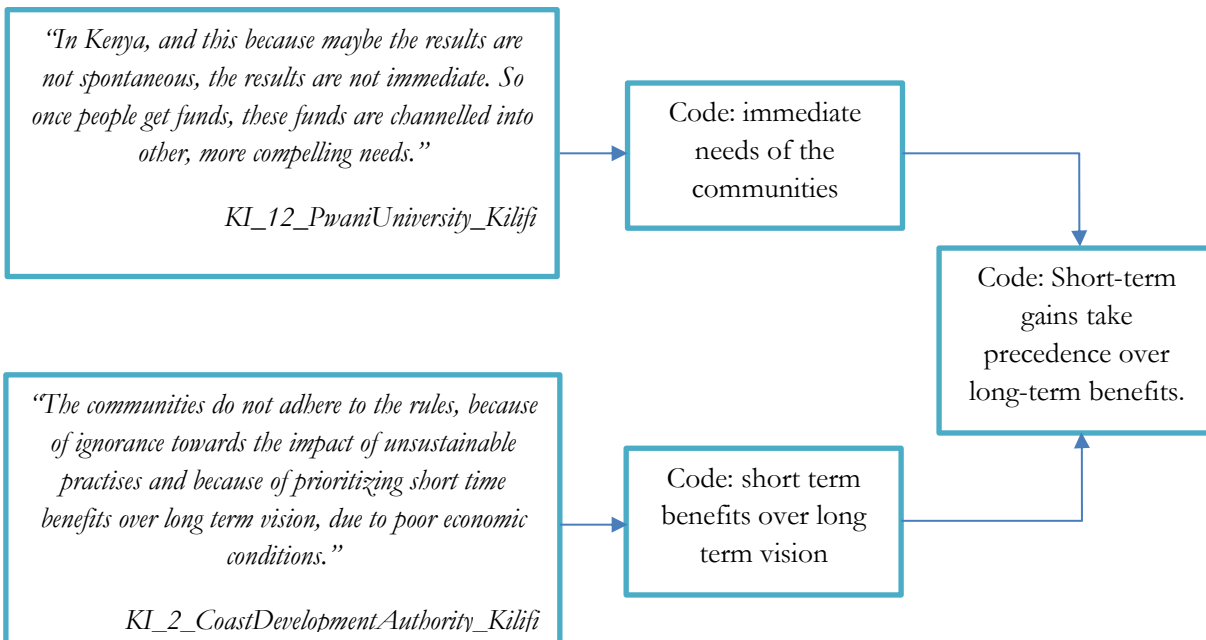 “In Kenya, and this because maybe the results are
not spontaneous, the results are not immediate. So
once people get funds, these funds are channelled into
other, more compelling needs.”
KI_12_PwaniUniversity_Kilifi
Code: immediate
needs of the
communities
Code: Short-term
gains take
precedence over
long-term benefits.
“The communities do not adhere to the rules, because
of ignorance towards the impact of unsustainable
practises and because of prioritizing short time
benefits over long term vision, due to poor economic
conditions.”
KI_2_CoastDevelopmentAuthority_Kilifi
Code: short term
benefits over long
term vision